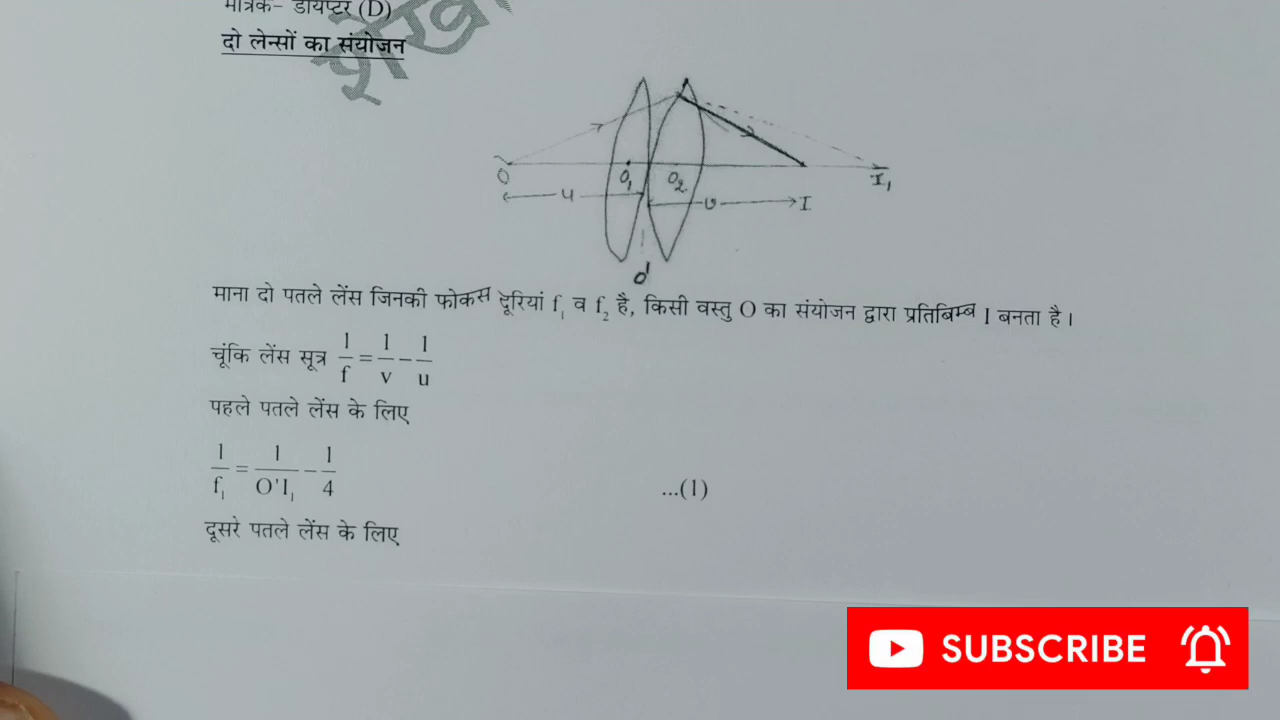 मात्रक– डायप्टर (D)
दो लेन्सों का संयोजन
O O₁ O₂ I₁
u v I
O'
माना दो पतले लेंस जिनकी फोकस दूरियां f₁ व f₂ है, किसी वस्तु O का संयोजन द्वारा प्रतिबिम्ब I बनता है।
चूंकि लेंस सूत्र 1/f = 1/v − 1/u
पहले पतले लेंस के लिए
1/f₁ = 1/O'I₁ − 1/4 ...(1)
दूसरे पतले लेंस के लिए
SUBSCRIBE